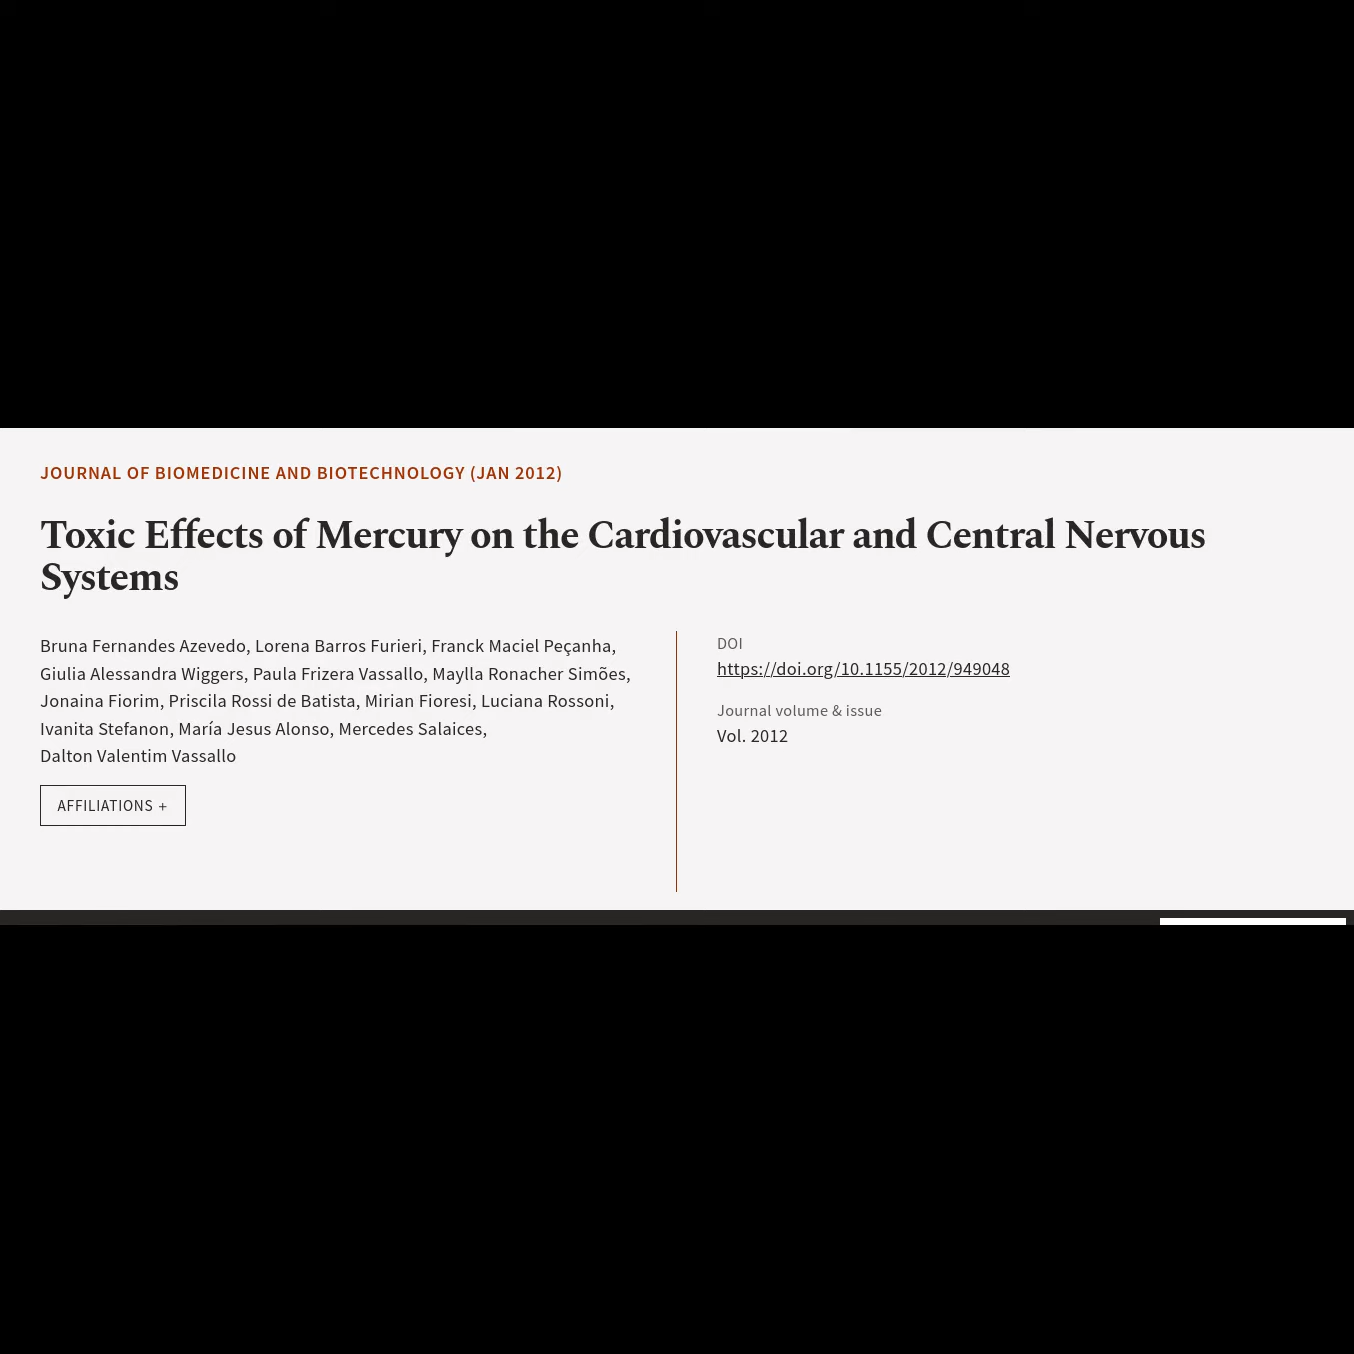 JOURNAL OF BIOMEDICINE AND BIOTECHNOLOGY (JAN 2012)
Toxic Effects of Mercury on the Cardiovascular and Central Nervous
Systems
Bruna Fernandes Azevedo, Lorena Barros Furieri, Franck Maciel Peçanha,
Giulia Alessandra Wiggers, Paula Frizera Vassallo, Maylla Ronacher Simões,
Jonaina Fiorim, Priscila Rossi de Batista, Mirian Fioresi, Luciana Rossoni,
Ivanita Stefanon, María Jesus Alonso, Mercedes Salaices,
Dalton Valentim Vassallo
AFFILIATIONS +
DOI
https://doi.org/10.1155/2012/949048
Journal volume & issue
Vol. 2012